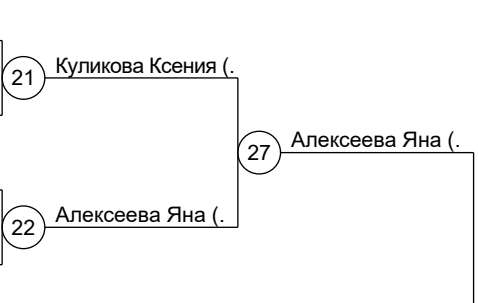 21 Куликова Ксения (.
27 Алексеева Яна (.
22 Алексеева Яна (.